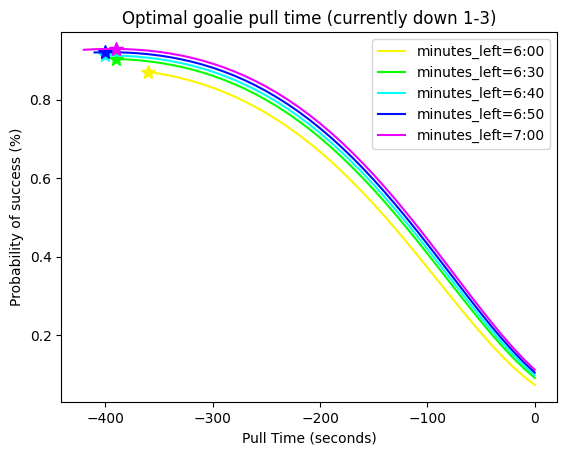 Optimal goalie pull time (currently down 1-3)
minutes_left=6:00
minutes_left=6:30
minutes_left=6:40
minutes_left=6:50
minutes_left=7:00
Probability of success (%)
0.8
0.6
0.4
0.2
−400
−300
−200
−100
0
Pull Time (seconds)